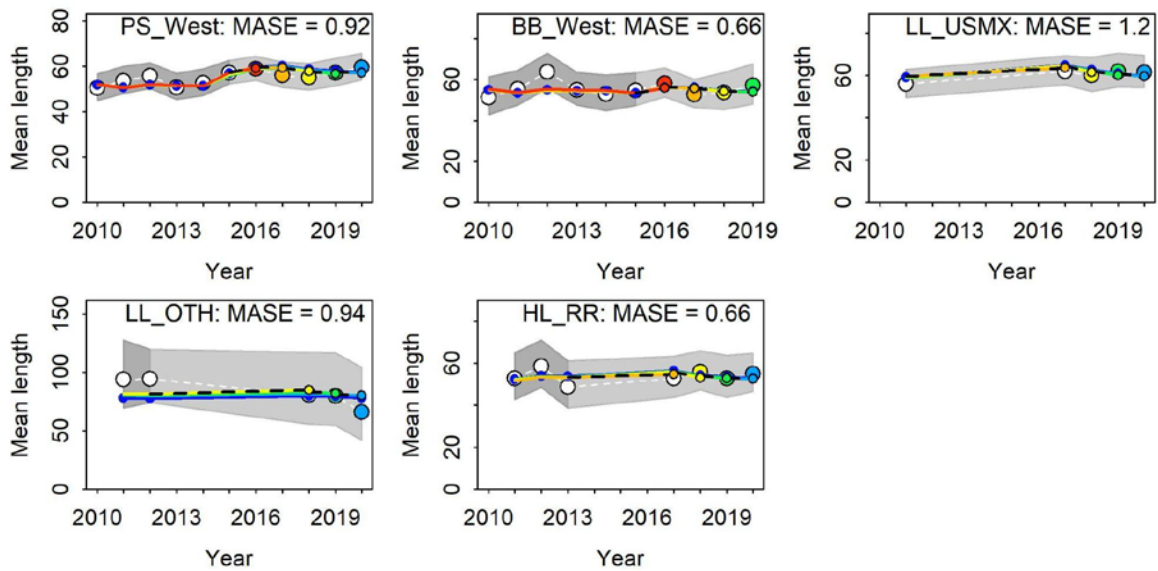 PS_West: MASE = 0.92
Mean length
0 20 40 60 80
2010 2013 2016 2019
Year
BB_West: MASE = 0.66
Mean length
0 20 60
2010 2013 2016 2019
Year
LL_USMX: MASE = 1.2
Mean length
0 20 60
2010 2013 2016 2019
Year
LL_OTH: MASE = 0.94
Mean length
0 50 100 150
2010 2013 2016 2019
Year
HL_RR: MASE = 0.66
Mean length
0 20 60
2010 2013 2016 2019
Year